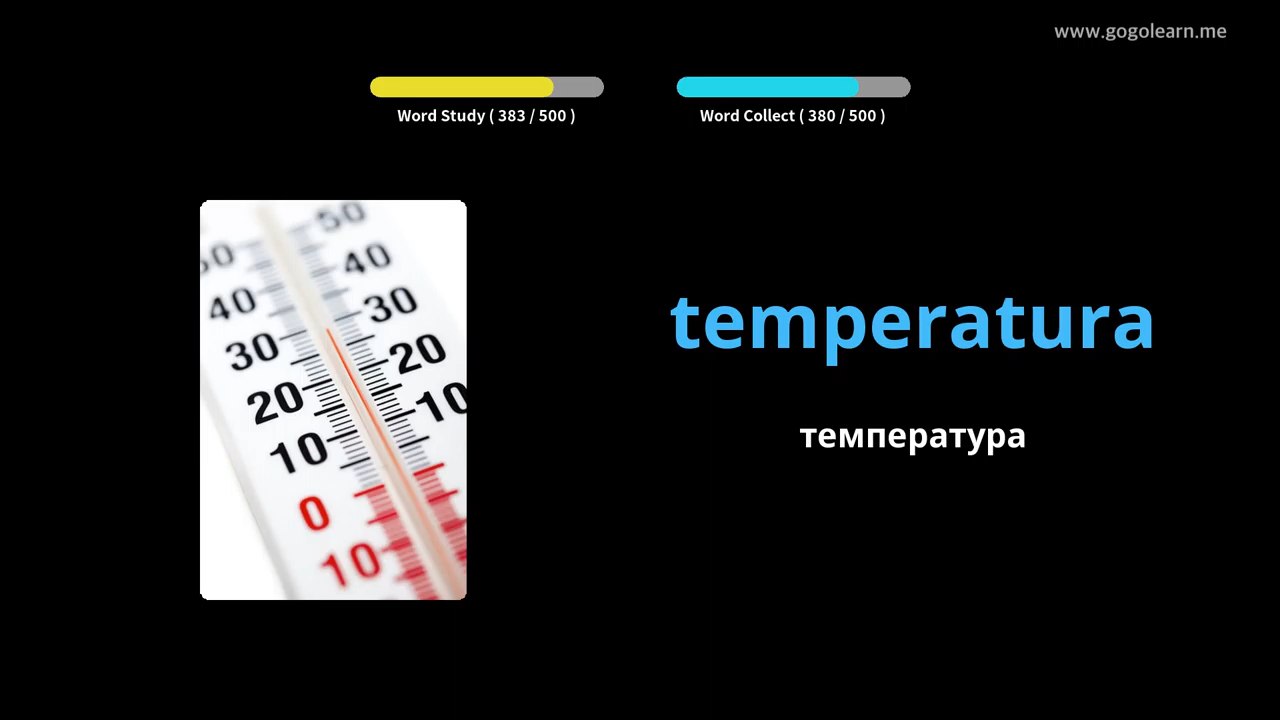 www.gogolearn.me
Word Study ( 383 / 500 )
Word Collect ( 380 / 500 )
50
40
40
30
30
20
20
10
10
0
10
temperatura
температура